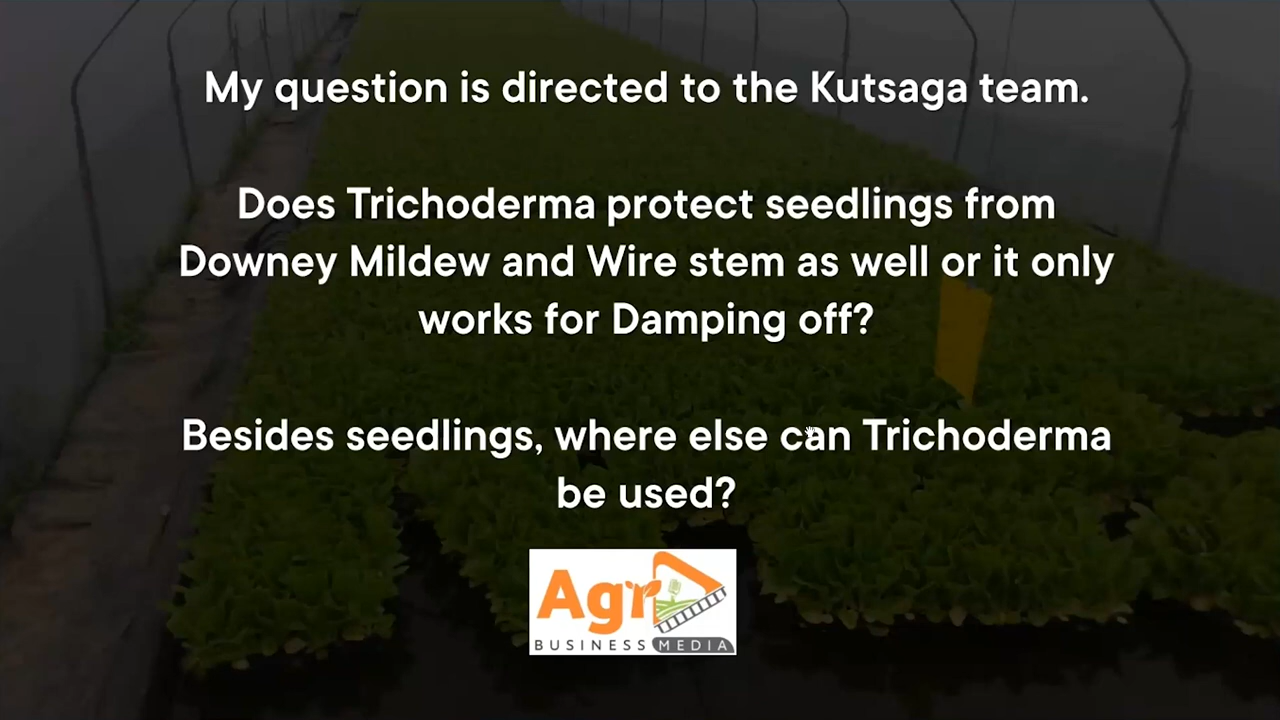 My question is directed to the Kutsaga team.
Does Trichoderma protect seedlings from
Downey Mildew and Wire stem as well or it only
works for Damping off?
Besides seedlings, where else can Trichoderma
be used?
Agr
BUSINESS MEDIA